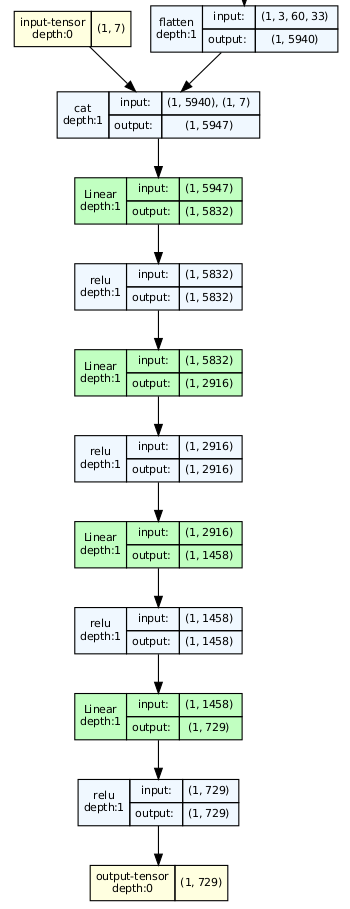 input-tensor
depth:0
(1, 7)
flatten
depth:1
input:
(1, 3, 60, 33)
output:
(1, 5940)
cat
depth:1
input:
(1, 5940), (1, 7)
output:
(1, 5947)
Linear
depth:1
input:
(1, 5947)
output:
(1, 5832)
relu
depth:1
input:
(1, 5832)
output:
(1, 5832)
Linear
depth:1
input:
(1, 5832)
output:
(1, 2916)
relu
depth:1
input:
(1, 2916)
output:
(1, 2916)
Linear
depth:1
input:
(1, 2916)
output:
(1, 1458)
relu
depth:1
input:
(1, 1458)
output:
(1, 1458)
Linear
depth:1
input:
(1, 1458)
output:
(1, 729)
relu
depth:1
input:
(1, 729)
output:
(1, 729)
output-tensor
depth:0
(1, 729)